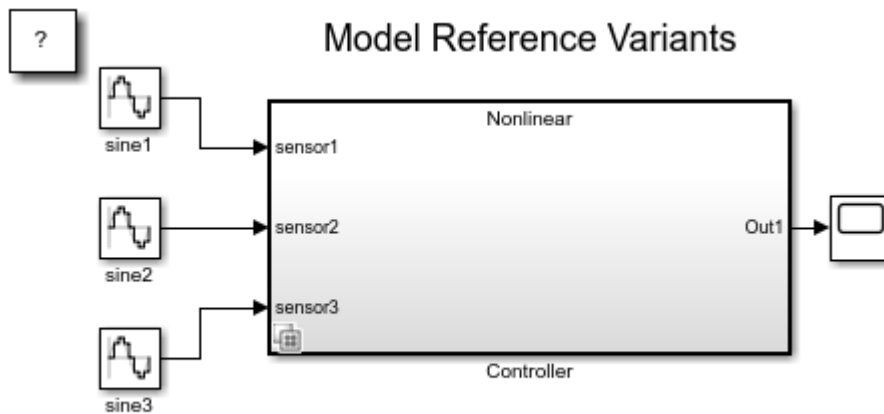 ?
Model Reference Variants
sine1
Nonlinear
sensor1
sine2
sensor2
Out1
sine3
sensor3
Controller